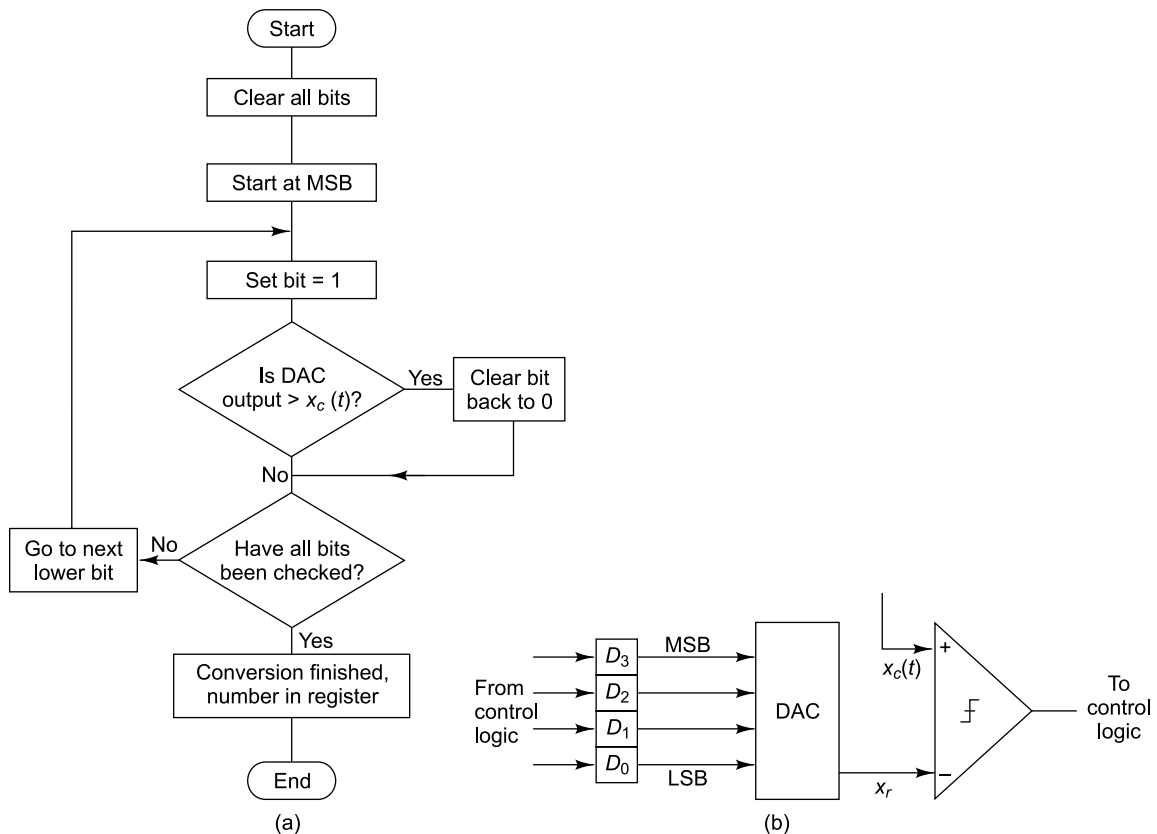 Start
Clear all bits
Start at MSB
Set bit = 1
Is DAC
output > x_c (t)?
Yes
Clear bit
back to 0
No
Have all bits
been checked?
No
Go to next
lower bit
Yes
Conversion finished,
number in register
End
(a)
From
control
logic
D_3
D_2
D_1
D_0
MSB
LSB
DAC
x_c(t)
+
x_r
−
To
control
logic
(b)